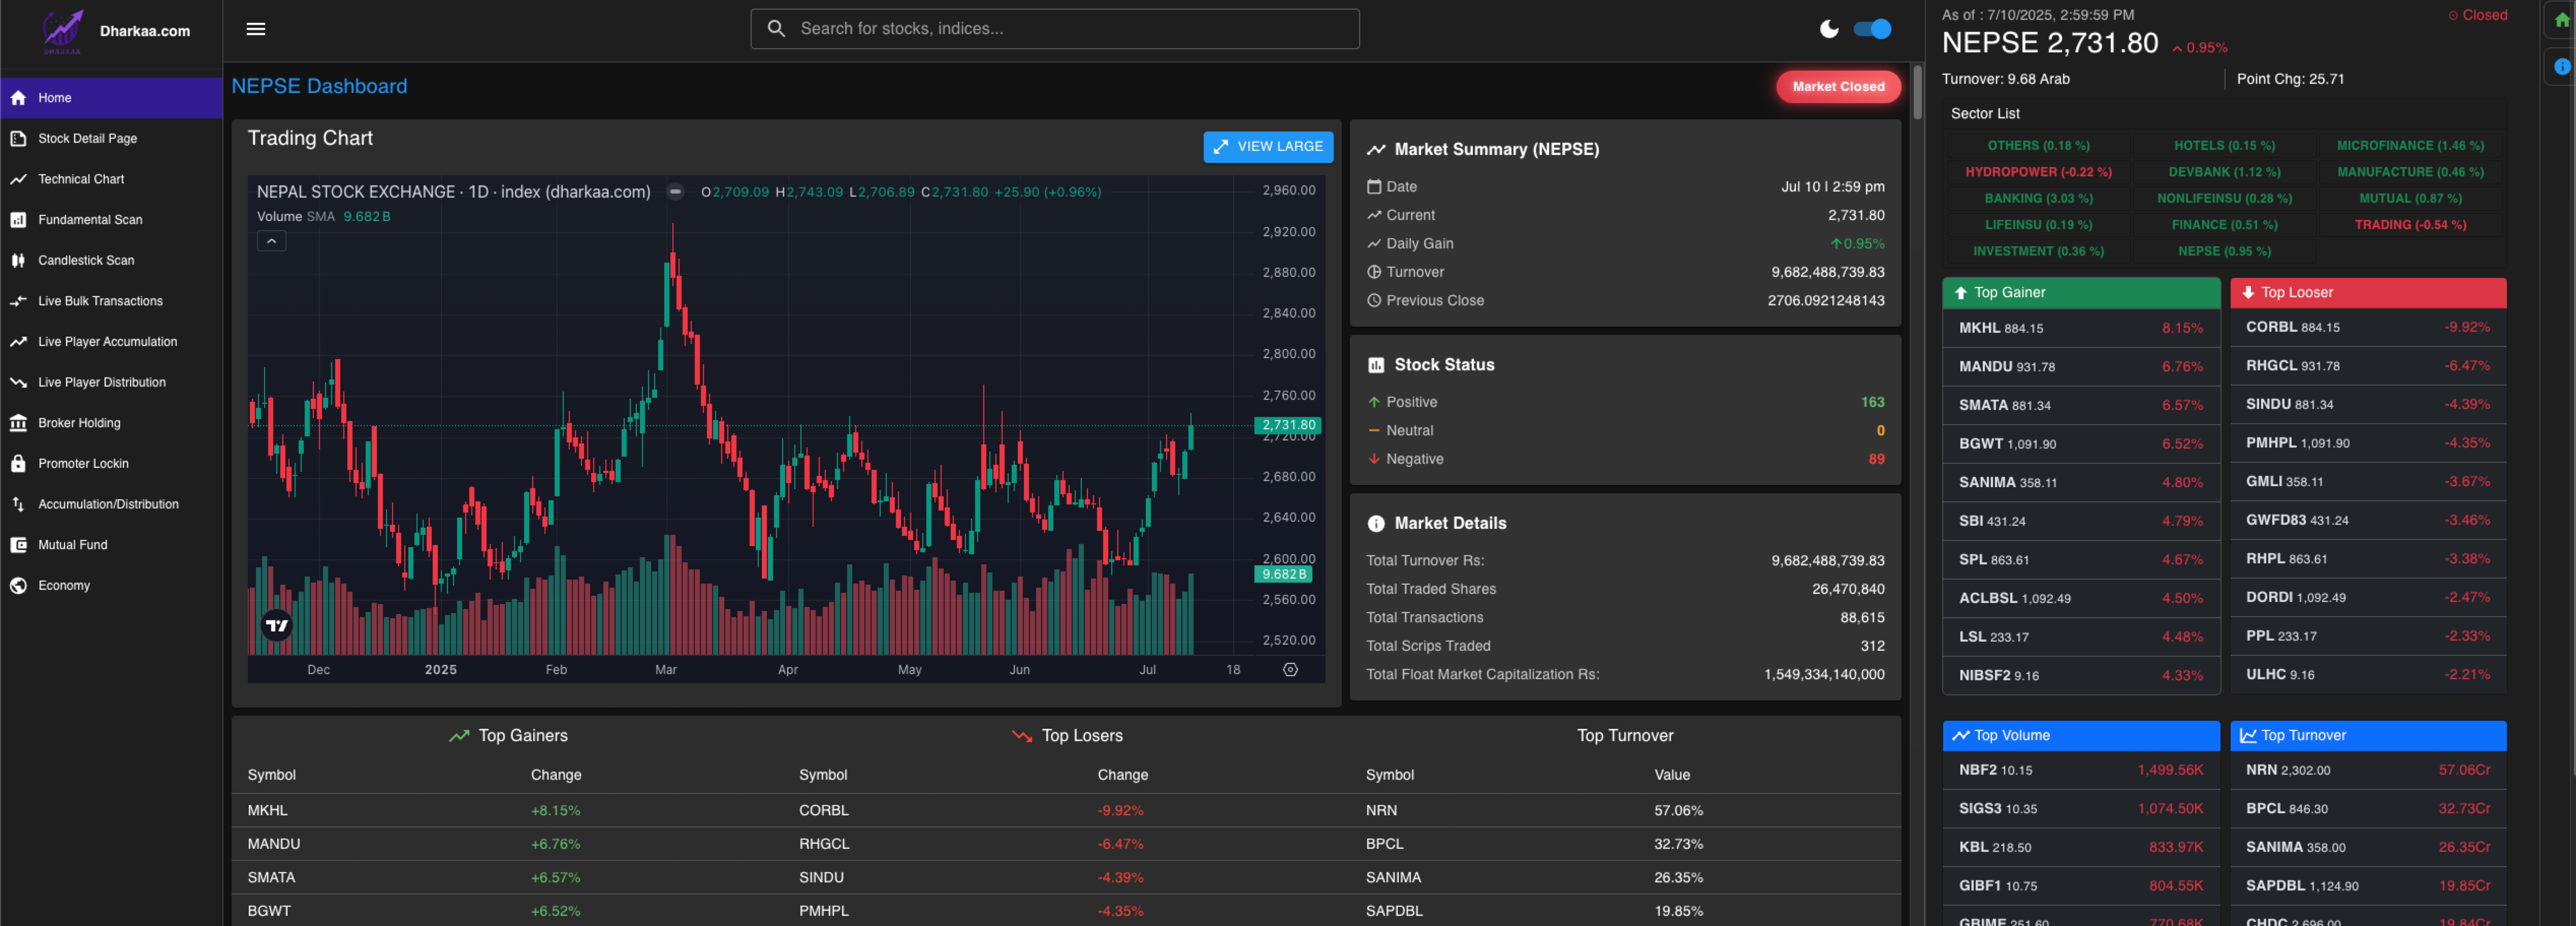 DHARKAA
Dharkaa.com
Home
Stock Detail Page
Technical Chart
Fundamental Scan
Candlestick Scan
Live Bulk Transactions
Live Player Accumulation
Live Player Distribution
Broker Holding
Promoter Lockin
Accumulation/Distribution
Mutual Fund
Economy
Search for stocks, indices...
NEPSE Dashboard
Market Closed
Trading Chart
VIEW LARGE
NEPAL STOCK EXCHANGE · 1D · index (dharkaa.com) O2,709.09 H2,743.09 L2,706.89 C2,731.80 +25.90 (+0.96%)
Volume SMA 9.682B
2,960.00
2,920.00
2,880.00
2,840.00
2,800.00
2,760.00
2,731.80
2,720.00
2,680.00
2,640.00
2,600.00
9.682B
2,560.00
2,520.00
Dec 2025 Feb Mar Apr May Jun Jul 18
Market Summary (NEPSE)
Date Jul 10 | 2:59 pm
Current 2,731.80
Daily Gain 0.95%
Turnover 9,682,488,739.83
Previous Close 2706.0921248143
Stock Status
Positive 163
Neutral 0
Negative 89
Market Details
Total Turnover Rs: 9,682,488,739.83
Total Traded Shares 26,470,840
Total Transactions 88,615
Total Scrips Traded 312
Total Float Market Capitalization Rs: 1,549,334,140,000
Top Gainers
Symbol Change
MKHL +8.15%
MANDU +6.76%
SMATA +6.57%
BGWT +6.52%
Top Losers
Symbol Change
CORBL -9.92%
RHGCL -6.47%
SINDU -4.39%
PMHPL -4.35%
Top Turnover
Symbol Value
NRN 57.06%
BPCL 32.73%
SANIMA 26.35%
SAPDBL 19.85%
As of : 7/10/2025, 2:59:59 PM Closed
NEPSE 2,731.80 0.95%
Turnover: 9.68 Arab Point Chg: 25.71
Sector List
OTHERS (0.18 %) HOTELS (0.15 %) MICROFINANCE (1.46 %)
HYDROPOWER (-0.22 %) DEVBANK (1.12 %) MANUFACTURE (0.46 %)
BANKING (3.03 %) NONLIFEINSU (0.28 %) MUTUAL (0.87 %)
LIFEINSU (0.19 %) FINANCE (0.51 %) TRADING (-0.54 %)
INVESTMENT (0.36 %) NEPSE (0.95 %)
Top Gainer
MKHL 884.15 8.15%
MANDU 931.78 6.76%
SMATA 881.34 6.57%
BGWT 1,091.90 6.52%
SANIMA 358.11 4.80%
SBI 431.24 4.79%
SPL 863.61 4.67%
ACLBSL 1,092.49 4.50%
LSL 233.17 4.48%
NIBSF2 9.16 4.33%
Top Looser
CORBL 884.15 -9.92%
RHGCL 931.78 -6.47%
SINDU 881.34 -4.39%
PMHPL 1,091.90 -4.35%
GMLI 358.11 -3.67%
GWFD83 431.24 -3.46%
RHPL 863.61 -3.38%
DORDI 1,092.49 -2.47%
PPL 233.17 -2.33%
ULHC 9.16 -2.21%
Top Volume
NBF2 10.15 1,499.56K
SIGS3 10.35 1,074.50K
KBL 218.50 833.97K
GIBF1 10.75 804.55K
GBIME 251.60 770.68K
Top Turnover
NRN 2,302.00 57.06Cr
BPCL 846.30 32.73Cr
SANIMA 358.00 26.35Cr
SAPDBL 1,124.90 19.85Cr
CHDC 2,696.00 19.84Cr